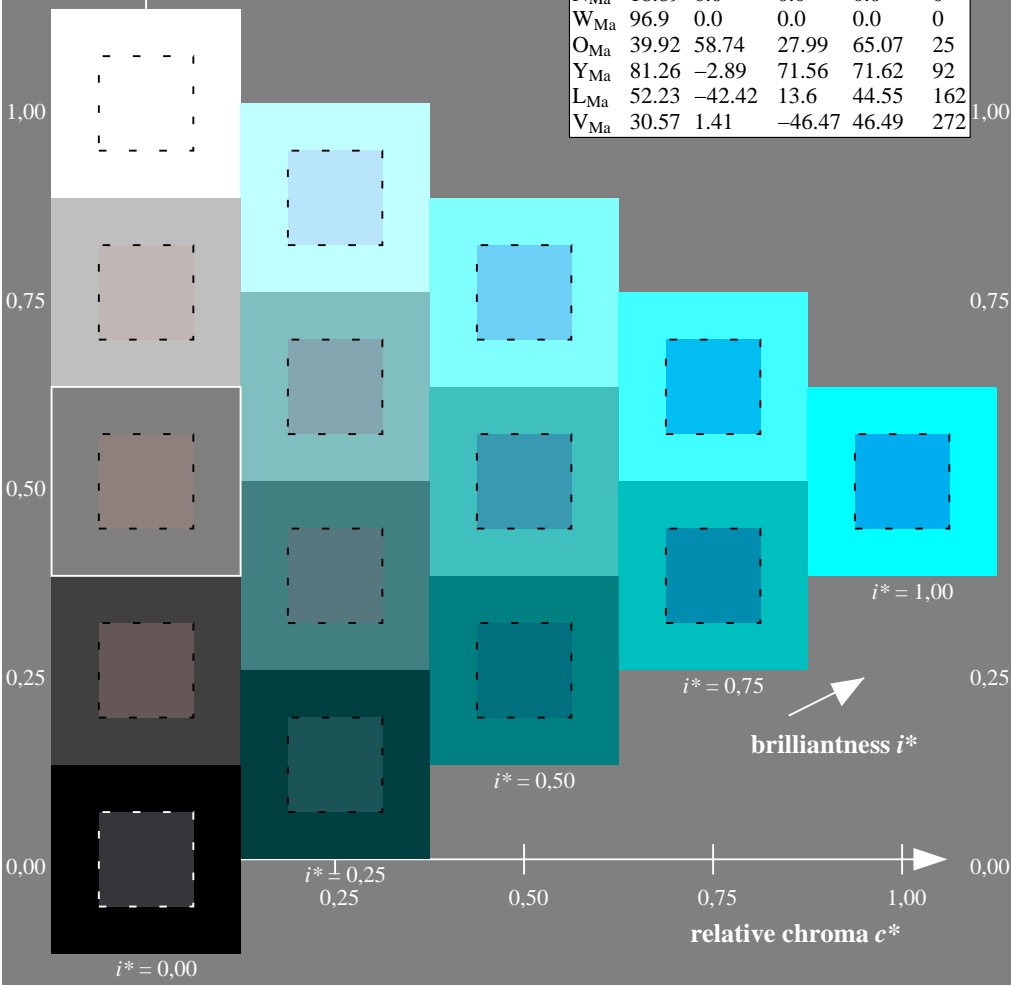 W_Ma 96.9 0.0 0.0 0.0 0
O_Ma 39.92 58.74 27.99 65.07 25
Y_Ma 81.26 −2.89 71.56 71.62 92
L_Ma 52.23 −42.42 13.6 44.55 162
V_Ma 30.57 1.41 −46.47 46.49 272
1,00 1,00
0,75 0,75
0,50
i* = 1,00
0,25 0,25
i* = 0,75
brilliantness i*
i* = 0,50
0,00 0,00
i* = 0,25
0,25 0,50 0,75 1,00
relative chroma c*
i* = 0,00